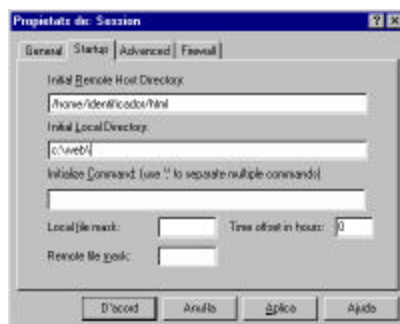 Propietats de: Session
General Startup Advanced Firewall
Initial Remote Host Directory:
/home/identificador/html
Initial Local Directory:
c:\web\
Initialize Command: (use ';' to separate multiple commands)
Local file mask: Time offset in hours: 0
Remote file mask:
D'acord Anul·la Aplica Ajuda